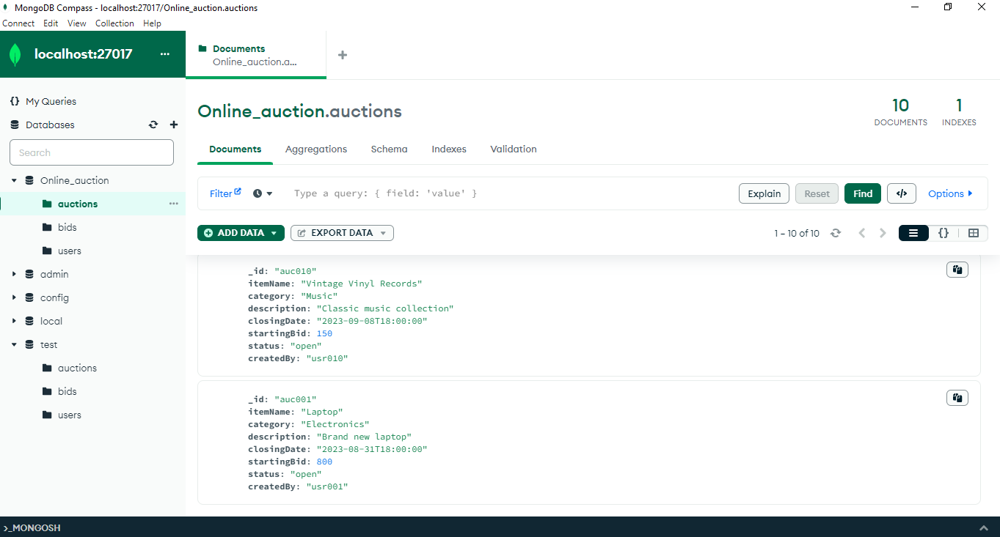 MongoDB Compass - localhost:27017/Online_auction.auctions
Connect Edit View Collection Help
localhost:27017 ...
Documents
Online_auction.a...
{} My Queries
Databases
Search
Online_auction
auctions ...
bids
users
admin
config
local
test
auctions
bids
users
Online_auction.auctions
10
DOCUMENTS
1
INDEXES
Documents Aggregations Schema Indexes Validation
Filter Type a query: { field: 'value' } Explain Reset Find </> Options
ADD DATA EXPORT DATA 1 – 10 of 10 {}
_id: "auc010"
itemName: "Vintage Vinyl Records"
category: "Music"
description: "Classic music collection"
closingDate: "2023-09-08T18:00:00"
startingBid: 150
status: "open"
createdBy: "usr010"
_id: "auc001"
itemName: "Laptop"
category: "Electronics"
description: "Brand new laptop"
closingDate: "2023-08-31T18:00:00"
startingBid: 800
status: "open"
createdBy: "usr001"
>_MONGOSH